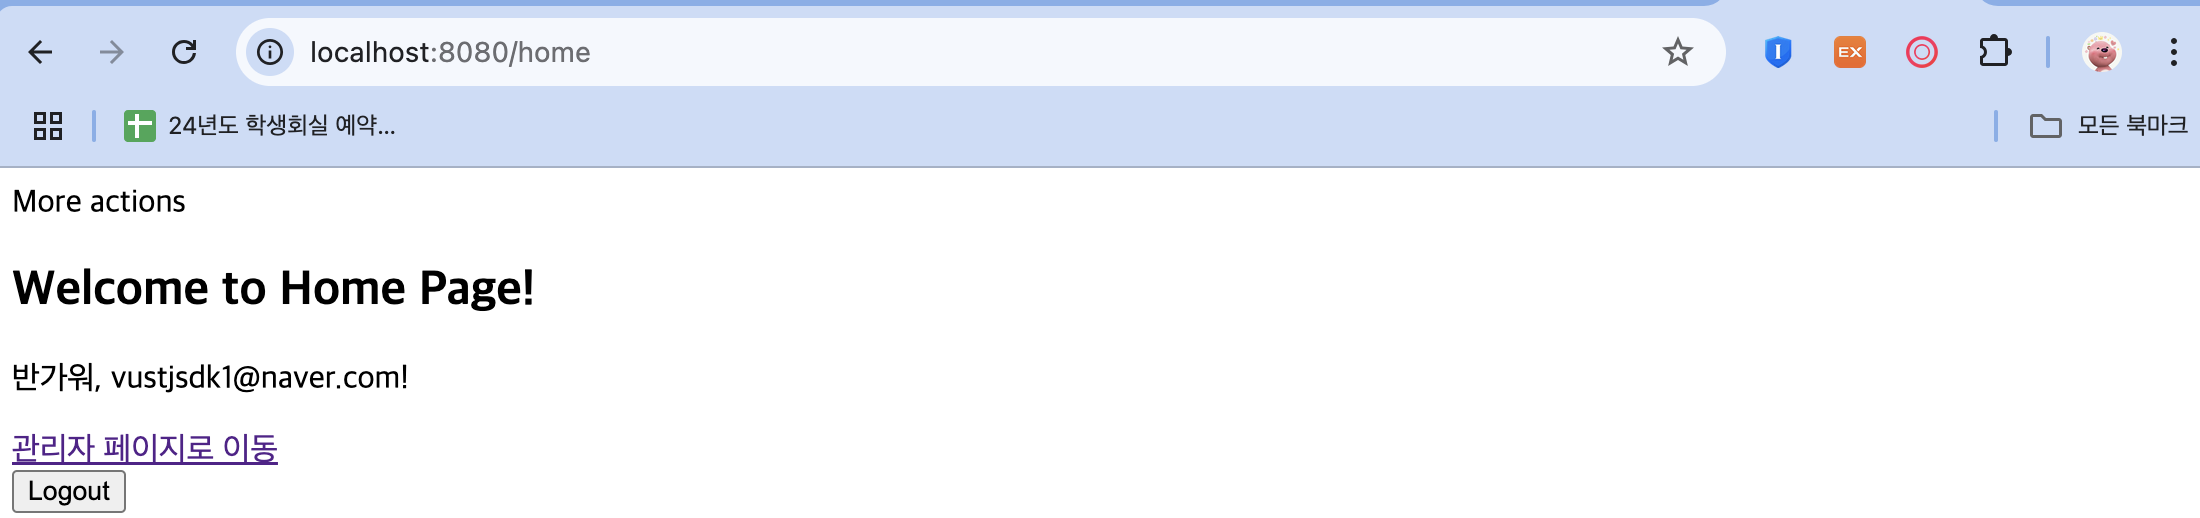 localhost:8080/home
EX
24년도 학생회실 예약...
모든 북마크
More actions
Welcome to Home Page!
반가워, vustjsdk1@naver.com!
관리자 페이지로 이동
Logout